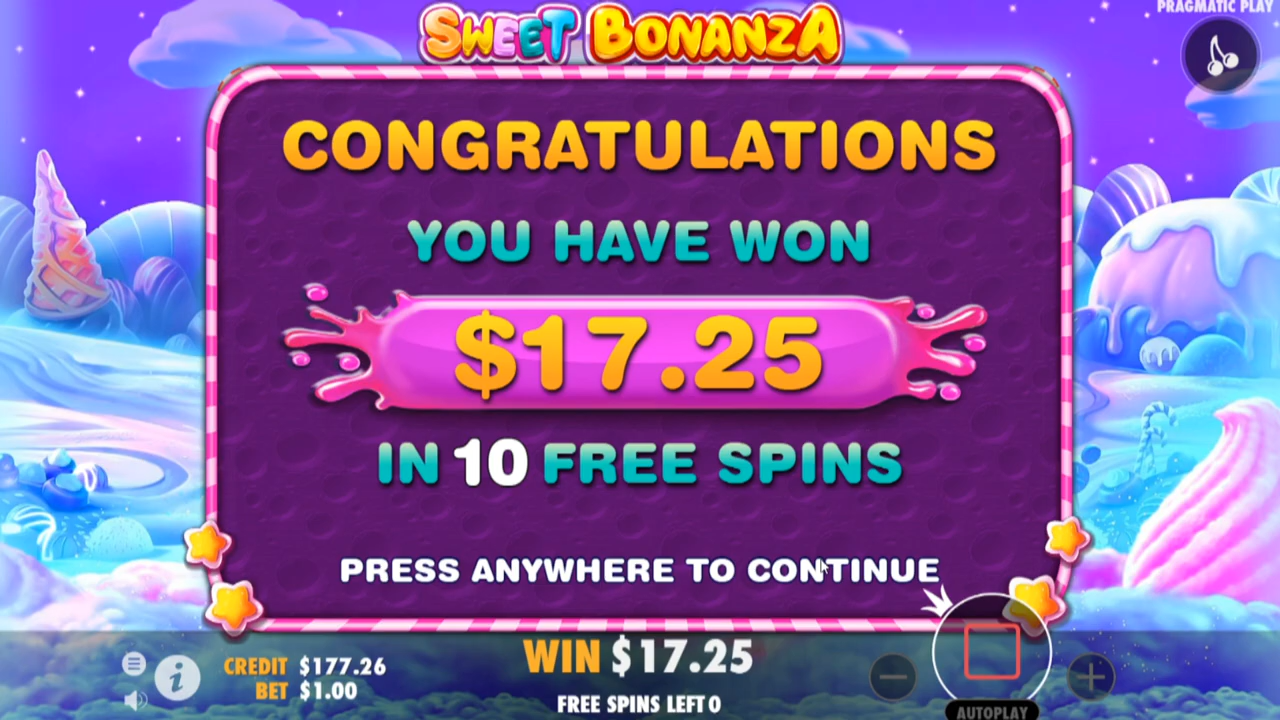 PRAGMATIC PLAY
SWEET BONANZA
CONGRATULATIONS
YOU HAVE WON
$17.25
IN 10 FREE SPINS
PRESS ANYWHERE TO CONTINUE
WIN $17.25
CREDIT $177.26
BET $1.00
FREE SPINS LEFT 0
AUTOPLAY